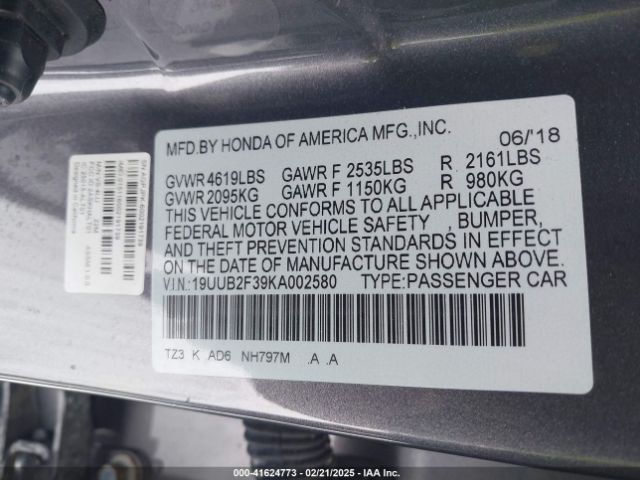 MFD.BY HONDA OF AMERICA MFG.,INC. 06/'18
GVWR 4619LBS GAWR F 2535LBS R 2161LBS
GVWR 2095KG GAWR F 1150KG R 980KG
THIS VEHICLE CONFORMS TO ALL APPLICABLE
FEDERAL MOTOR VEHICLE SAFETY , BUMPER,
AND THEFT PREVENTION STANDARDS IN EFFECT
ON THE DATE OF MANUFACTURE SHOWN ABOVE.
V.I.N.:19UUB2F39KA002580 TYPE:PASSENGER CAR
TZ3 K AD6 NH797M .A .A
Designed in California
000-41624773 - 02/21/2025 - IAA Inc.